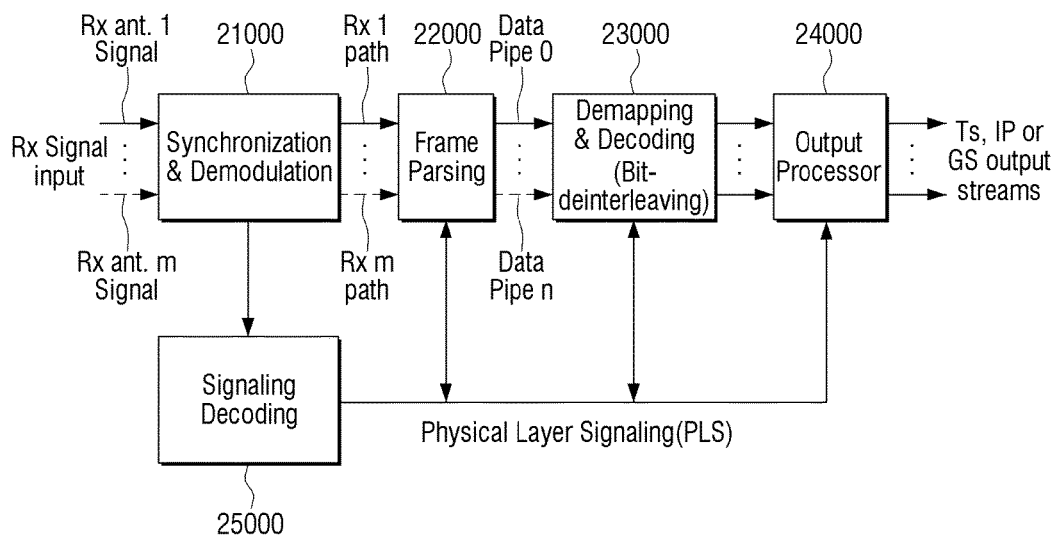 Rx ant. 1
Signal
21000
Rx 1
path
22000
Data
Pipe 0
23000
24000
Rx Signal
input
Synchronization
& Demodulation
Frame
Parsing
Demapping
& Decoding
(Bit-
deinterleaving)
Output
Processor
Ts, IP or
GS output
streams
Rx ant. m
Signal
Rx m
path
Data
Pipe n
Signaling
Decoding
Physical Layer Signaling(PLS)
25000